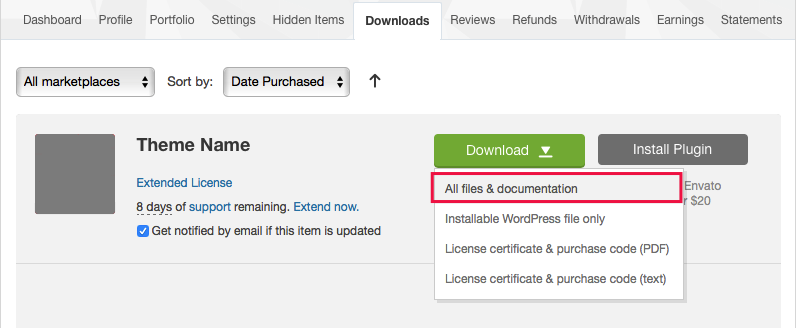 Dashboard Profile Portfolio Settings Hidden Items Downloads Reviews Refunds Withdrawals Earnings Statements
All marketplaces Sort by: Date Purchased
Theme Name
Download Install Plugin
Extended License
8 days of support remaining. Extend now.
Get notified by email if this item is updated
All files & documentation
Installable WordPress file only
License certificate & purchase code (PDF)
License certificate & purchase code (text)
Envato
$20